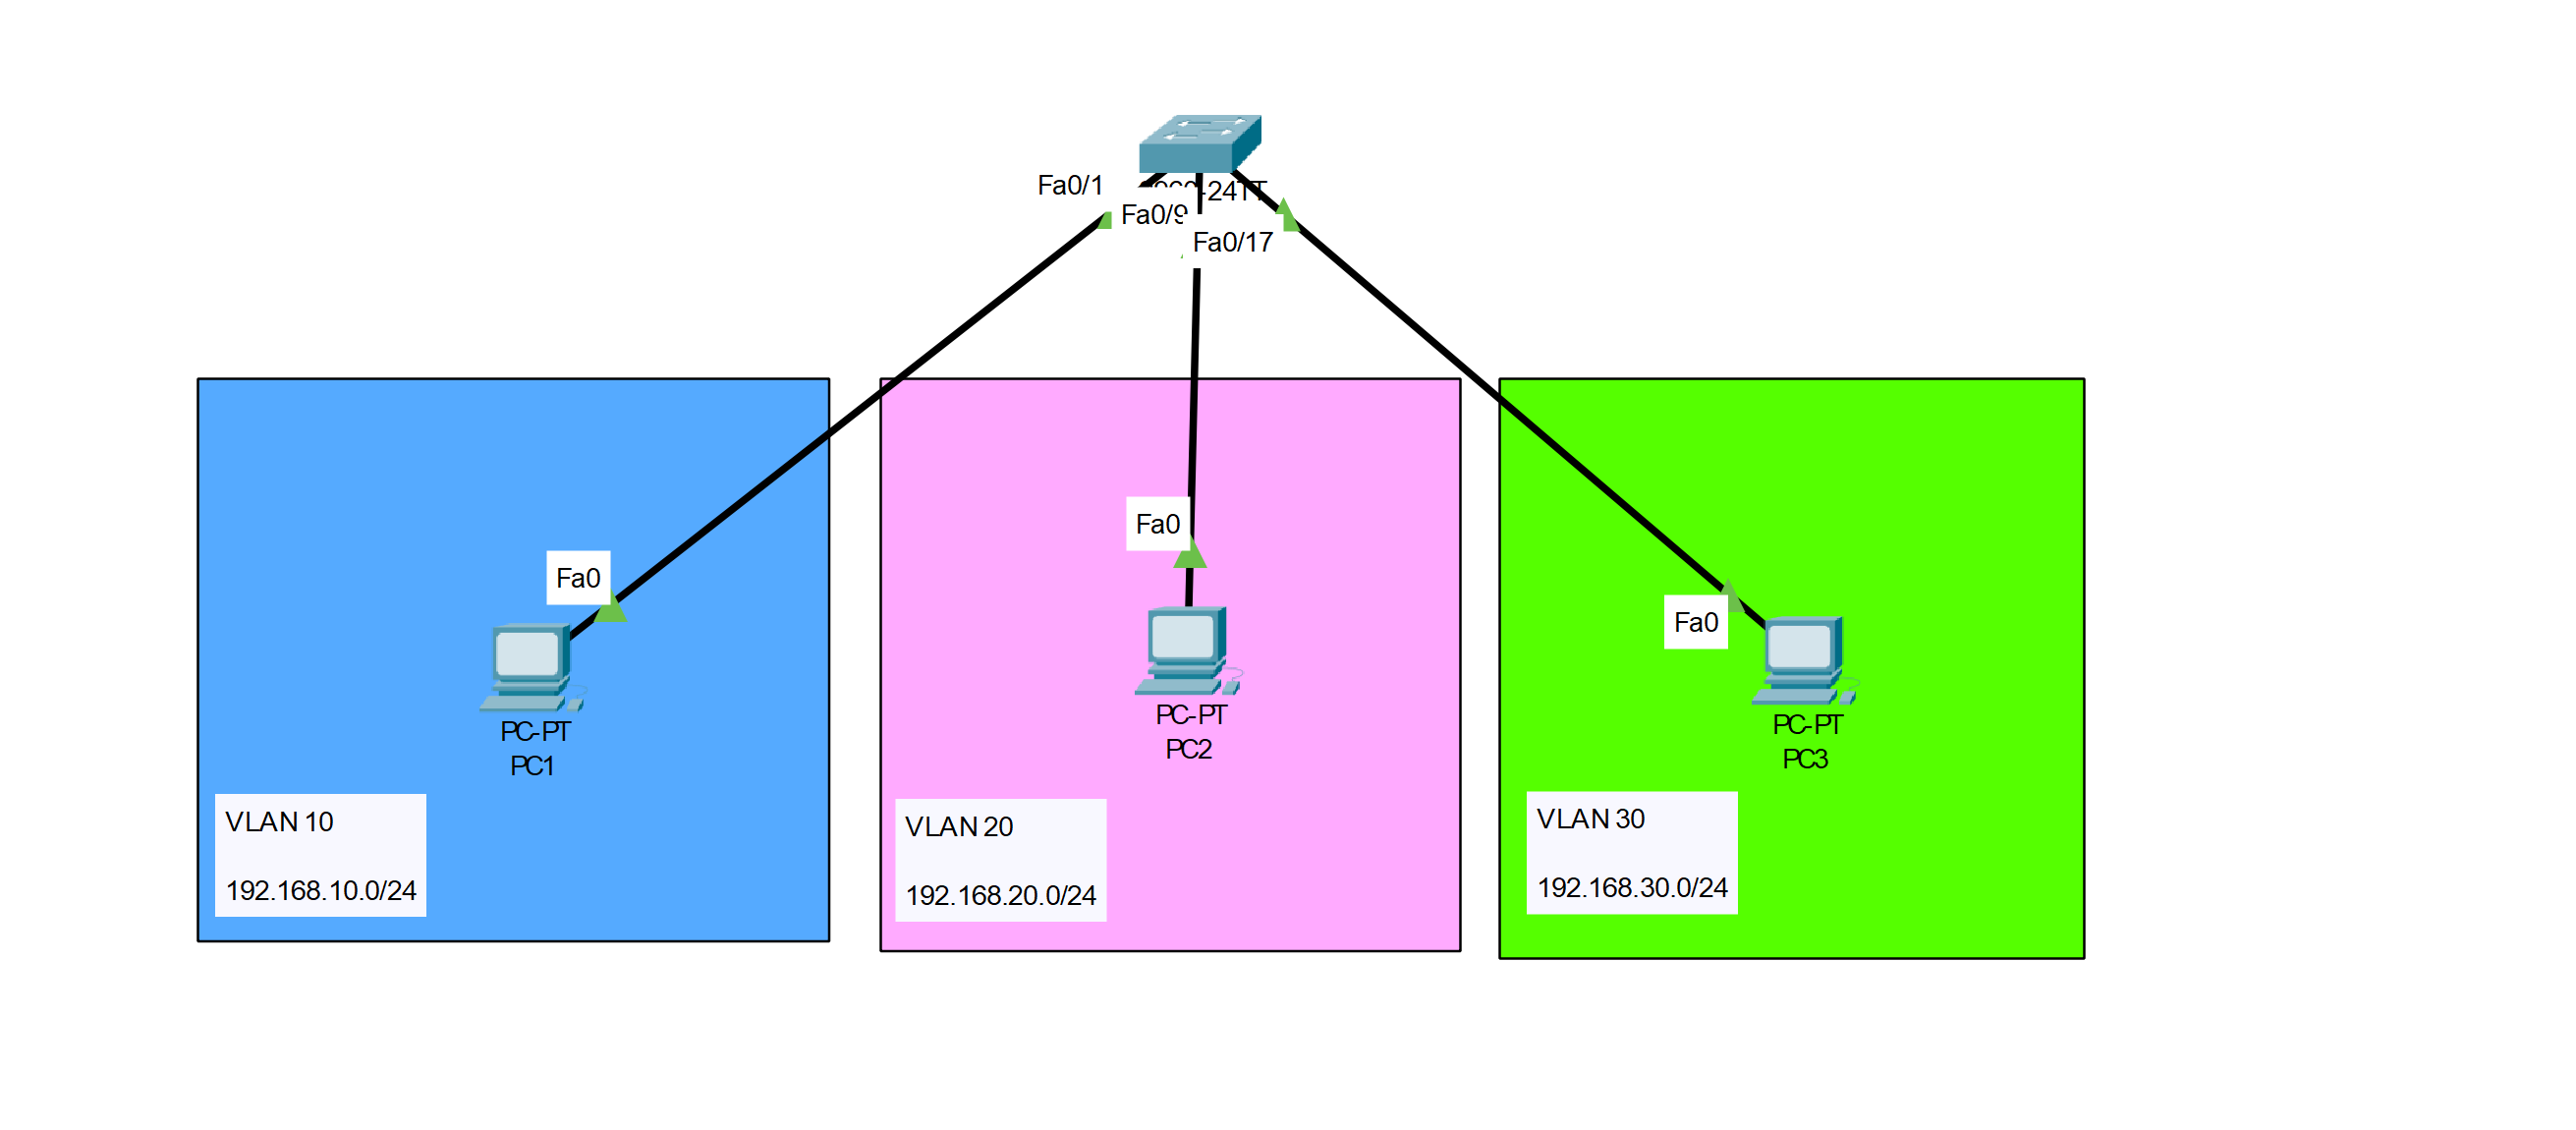 Fa0/1
-24TT
Fa0/9
Fa0/17
Fa0
Fa0
Fa0
PC-PT
PC1
PC-PT
PC2
PC-PT
PC3
VLAN 10
192.168.10.0/24
VLAN 20
192.168.20.0/24
VLAN 30
192.168.30.0/24